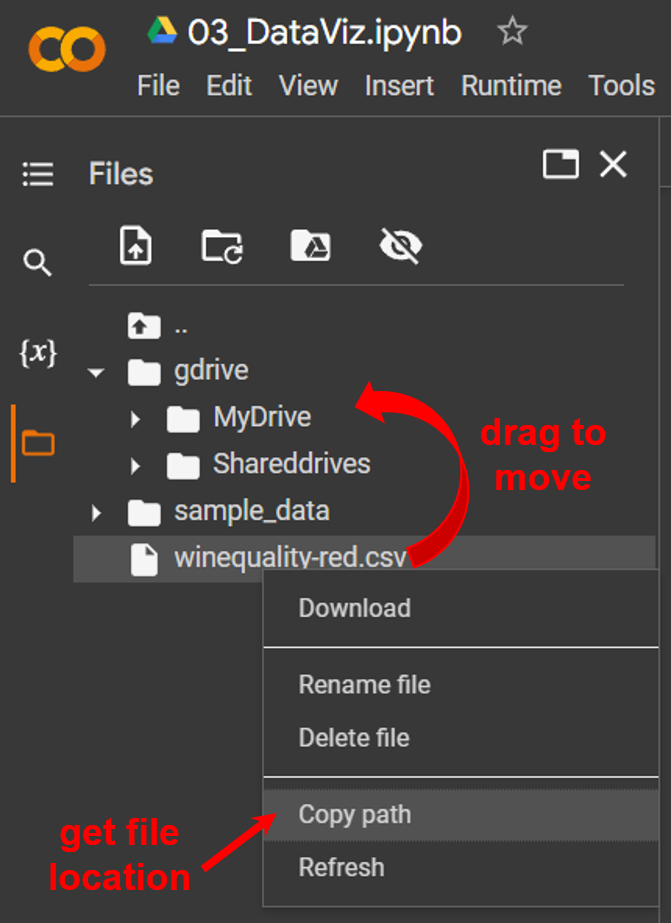 03_DataViz.ipynb
File Edit View Insert Runtime Tools
Files
{x}
..
gdrive
MyDrive
Shareddrives
drag to
move
sample_data
winequality-red.csv
Download
Rename file
Delete file
Copy path
get file
location
Refresh